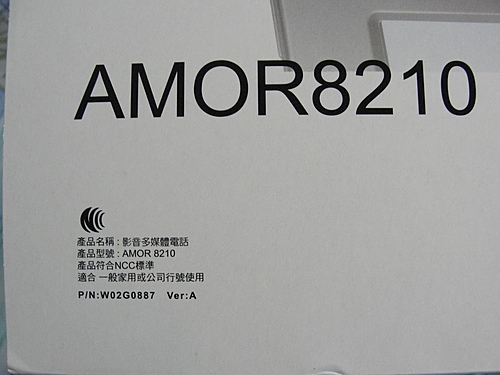 AMOR8210
產品名稱 : 影音多媒體電話
產品型號 : AMOR 8210
產品符合NCC標準
適合 一般家用或公司行號使用
P/N:W02G0887 Ver:A